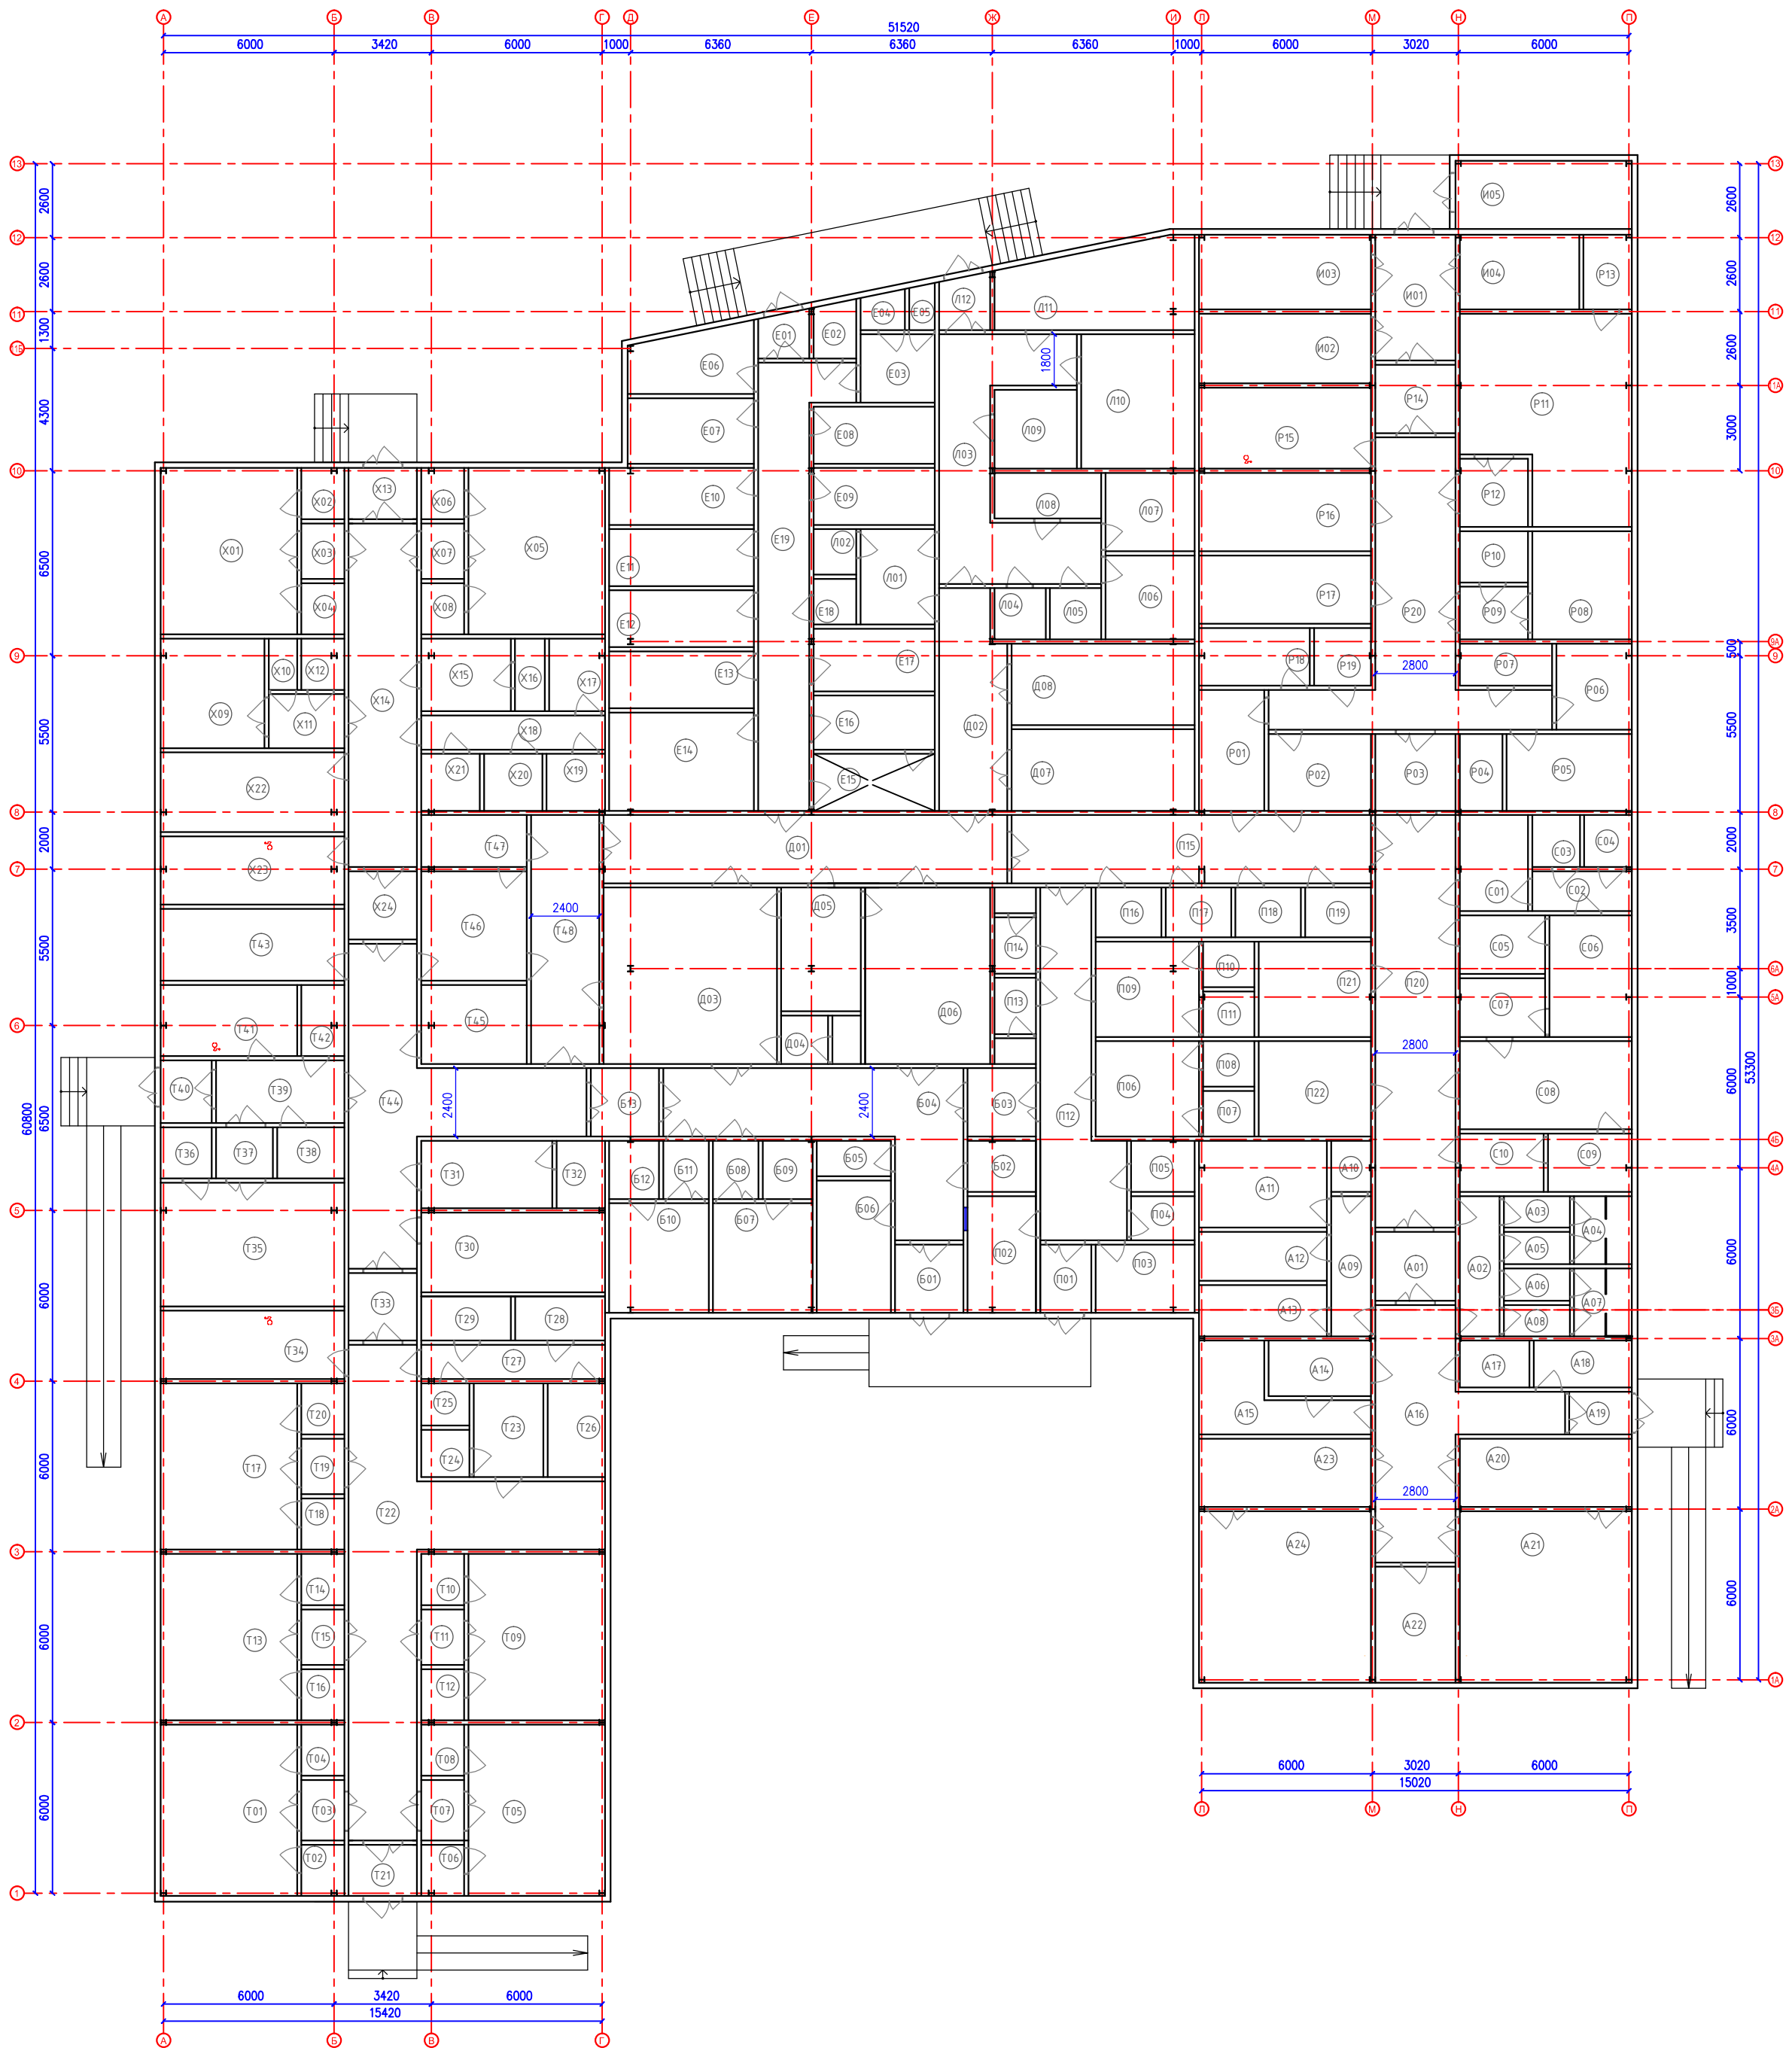 А Б В Г Д Е Ж И Л М Н П
51520
6000 3420 6000 1000 6360 6360 6360 1000 6000 3020 6000
13 13
2600 2600
И05
12 12
2600 2600
И03 И01 И04 Р13
Л12 Л11 Е04 Е05
11 11
1300
Е01 Е02
11Б
И02 2600
1800
Е06 Е03
4300
1А
Р14 Р11 Л10
3000
Е07 Е08 Л09 Л03 Р15
10 10
Х02 Х13 Х06 Е10 Е09 Л08 Л07 Р16 Р12
Х01 Х03 Х07 Х05 Л02 Р10
6500
Е11 Л01
Х04 Х08 Е12 Е18 Л04 Л05 Л06 Р17 Р20 Р09 Р08
9А
9 500 9
Х10 Х12 Х15 Х16 Х17 Е13 Е17 Р18 Р19 2800 Р07
Х14 Д08 Р06
Х09 Х11 Х18 Е16 Д02
5500 5500
Е14 Р01
Х22 Х21 Х20 Х19 Е15 Д07 Р02 Р03 Р04 Р05
8 8
2000 2000
Т47 Д01 П15 С03 С04
7 7
Х23
С01 С02
Х24 2400 П16 П17 П18 П19
3500
Т43 Т46 Т48 Д05 П14 С05 С06
5500
6А
П10
П09 П21 П20 1000
5А
Д03 П13 С07
Д06 П11
6
Т41 Т42 Т45 Д04
2800
П08
Т40 Т39 П06 П22 С08 6000
53300
Т44 2400 Б13 2400 Б04 Б03 П12 П07
60800
6500
4Б
Т36 Т37 Т38 Б05 С10 С09
Т31 Т32 Б12 Б11 Б08 Б09 Б02 П05 А10
4А
А11
5
Б10 Б07 Б06 П04 А03
А04
Т35 Т30 А05
П02 П03 А12 А09 А01 А02
6000 6000
Б01 П01 А06
Т33 А07
3Б
Т29 Т28 А13 А08
3А
Т34 Т27 А14 А17 А18
4
Т25
Т20 А15 А16 А19
Т23 Т26 6000
Т24 А23 А20
6000
Т17 Т19
2800
2А
Т18 Т22
А24 А21
3
Т14 Т10
6000
А22
6000
Т13 Т15 Т11 Т09
Т16 Т12
1А
2
Т04 Т08
6000 3020 6000
15020
Л М Н П
6000
Т01 Т03 Т07 Т05
Т02 Т21 Т06
1
6000 3420 6000
15420
А Б В Г